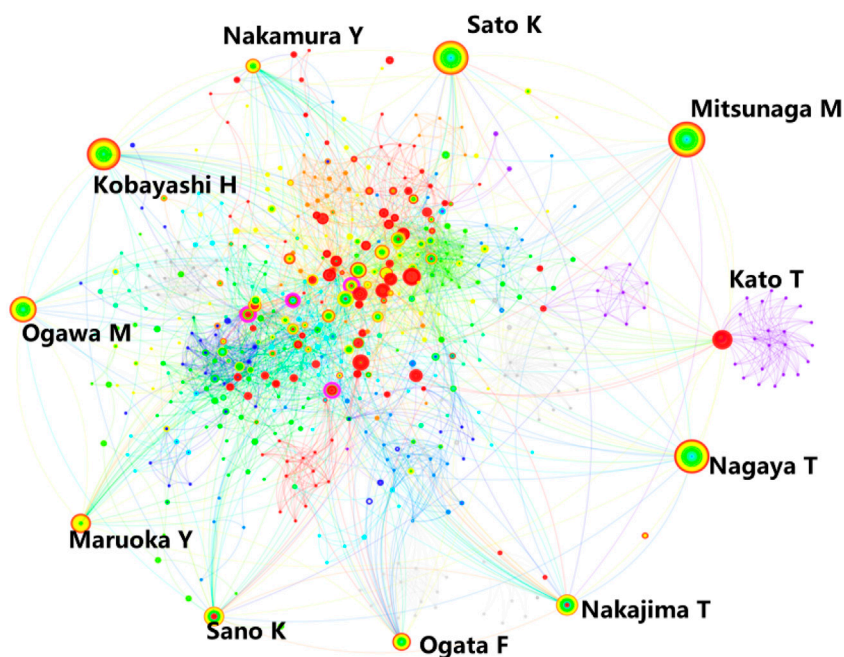 Sato K
Nakamura Y
Mitsunaga M
Kobayashi H
Kato T
Ogawa M
Nagaya T
Maruoka Y
Nakajima T
Sano K
Ogata F